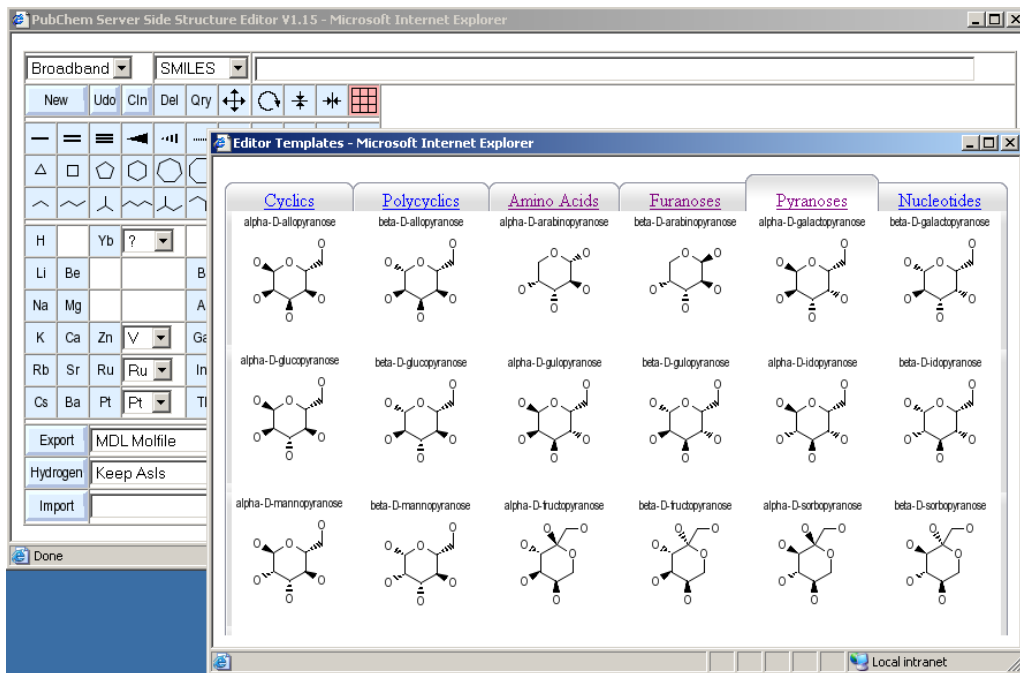 PubChem Server Side Structure Editor V1.15 - Microsoft Internet Explorer
Broadband SMILES
New Udo Cln Del Qry
Editor Templates - Microsoft Internet Explorer
Cyclics Polycyclics Amino Acids Furanoses Pyranoses Nucleotides
alpha-D-allopyranose beta-D-allopyranose alpha-D-arabinopyranose beta-D-arabinopyranose alpha-D-galactopyranose beta-D-galactopyranose
alpha-D-glucopyranose beta-D-glucopyranose alpha-D-gulopyranose beta-D-gulopyranose alpha-D-idopyranose beta-D-idopyranose
alpha-D-mannopyranose beta-D-mannopyranose alpha-D-fructopyranose beta-D-fructopyranose alpha-D-sorbopyranose beta-D-sorbopyranose
H Yb ?
Li Be B
Na Mg A
K Ca Zn V Ga
Rb Sr Ru Ru In
Cs Ba Pt Pt Tl
Export MDL Molfile
Hydrogen Keep AsIs
Import
Done
Local intranet